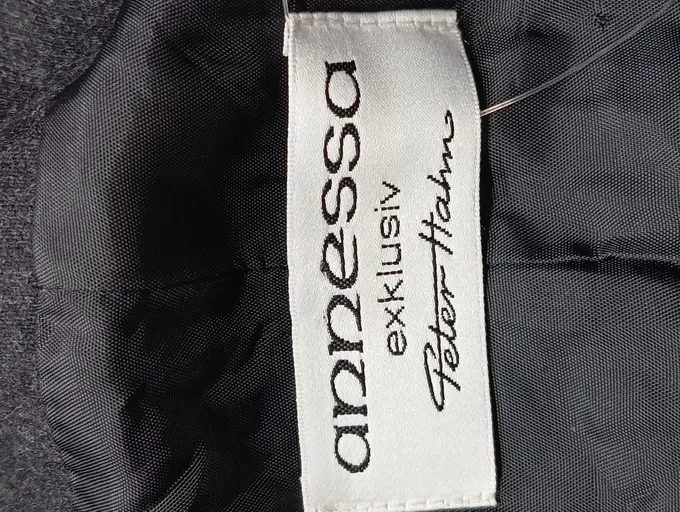 annessa
exklusiv
Peter Hahn